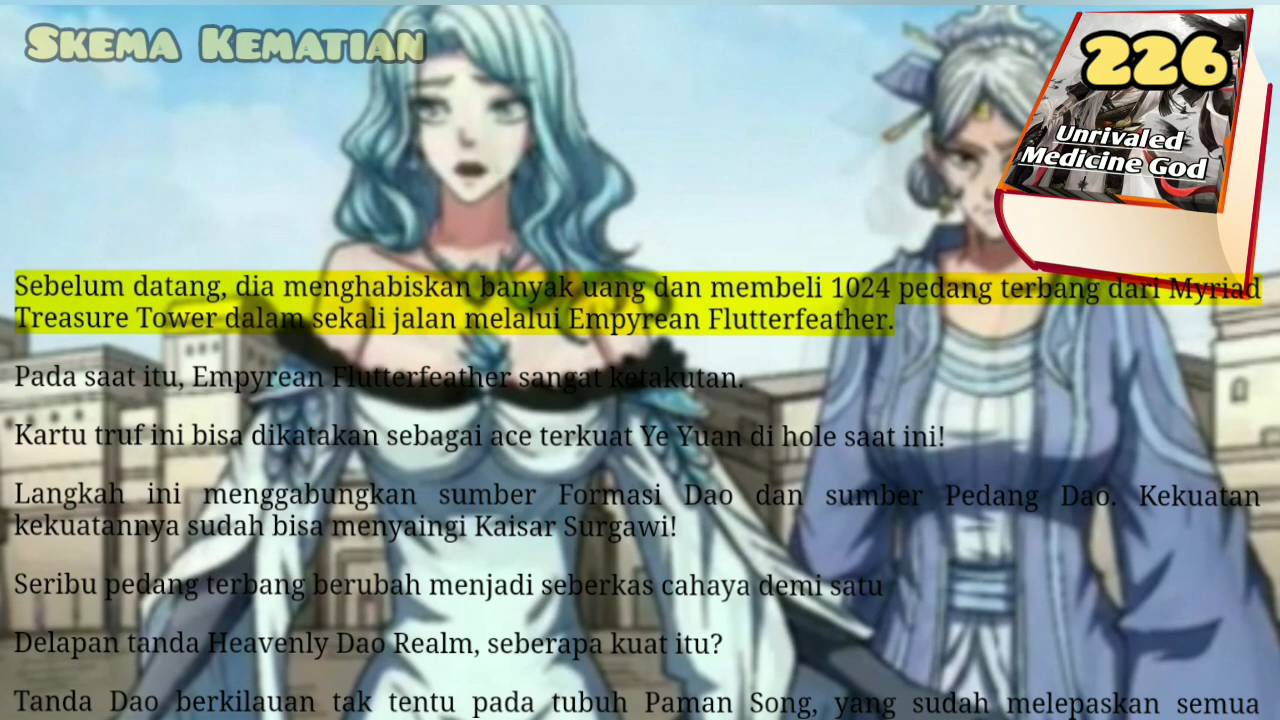 Skema Kematian
226
Unrivaled
Medicine God
Sebelum datang, dia menghabiskan banyak uang dan membeli 1024 pedang terbang dari Myriad
Treasure Tower dalam sekali jalan melalui Empyrean Flutterfeather.
Pada saat itu, Empyrean Flutterfeather sangat ketakutan.
Kartu truf ini bisa dikatakan sebagai ace terkuat Ye Yuan di hole saat ini!
Langkah ini menggabungkan sumber Formasi Dao dan sumber Pedang Dao. Kekuatan
kekuatannya sudah bisa menyaingi Kaisar Surgawi!
Seribu pedang terbang berubah menjadi seberkas cahaya demi satu
Delapan tanda Heavenly Dao Realm, seberapa kuat itu?
Tanda Dao berkilauan tak tentu pada tubuh Paman Song, yang sudah melepaskan semua